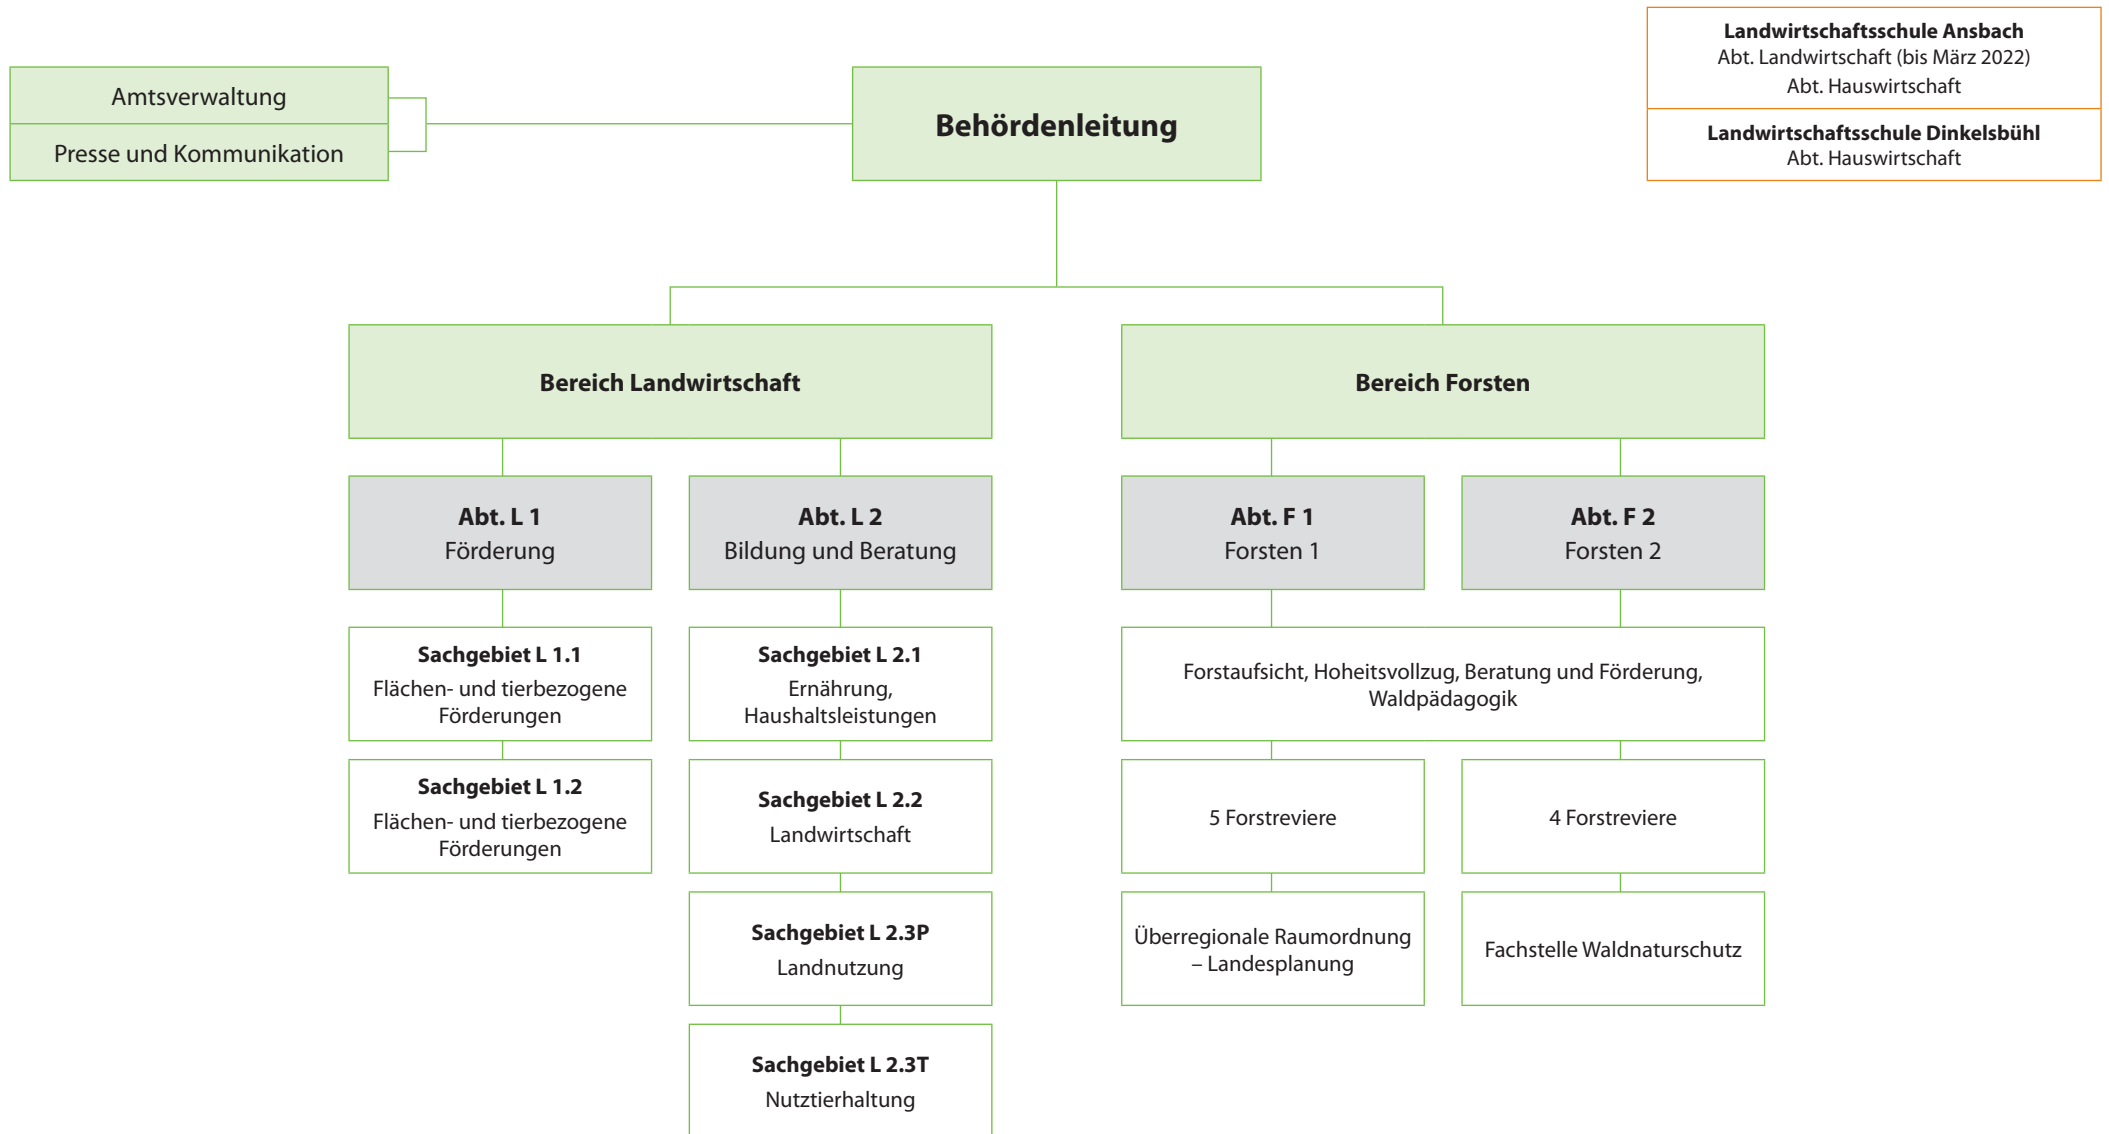 Landwirtschaftsschule Ansbach
Abt. Landwirtschaft (bis März 2022)
Abt. Hauswirtschaft
Landwirtschaftsschule Dinkelsbühl
Abt. Hauswirtschaft
Amtsverwaltung
Presse und Kommunikation
Behördenleitung
Bereich Landwirtschaft
Bereich Forsten
Abt. L 1
Förderung
Abt. L 2
Bildung und Beratung
Abt. F 1
Forsten 1
Abt. F 2
Forsten 2
Sachgebiet L 1.1
Flächen- und tierbezogene
Förderungen
Sachgebiet L 1.2
Flächen- und tierbezogene
Förderungen
Sachgebiet L 2.1
Ernährung,
Haushaltsleistungen
Sachgebiet L 2.2
Landwirtschaft
Sachgebiet L 2.3P
Landnutzung
Sachgebiet L 2.3T
Nutztierhaltung
Forstaufsicht, Hoheitsvollzug, Beratung und Förderung,
Waldpädagogik
5 Forstreviere
4 Forstreviere
Überregionale Raumordnung
– Landesplanung
Fachstelle Waldnaturschutz